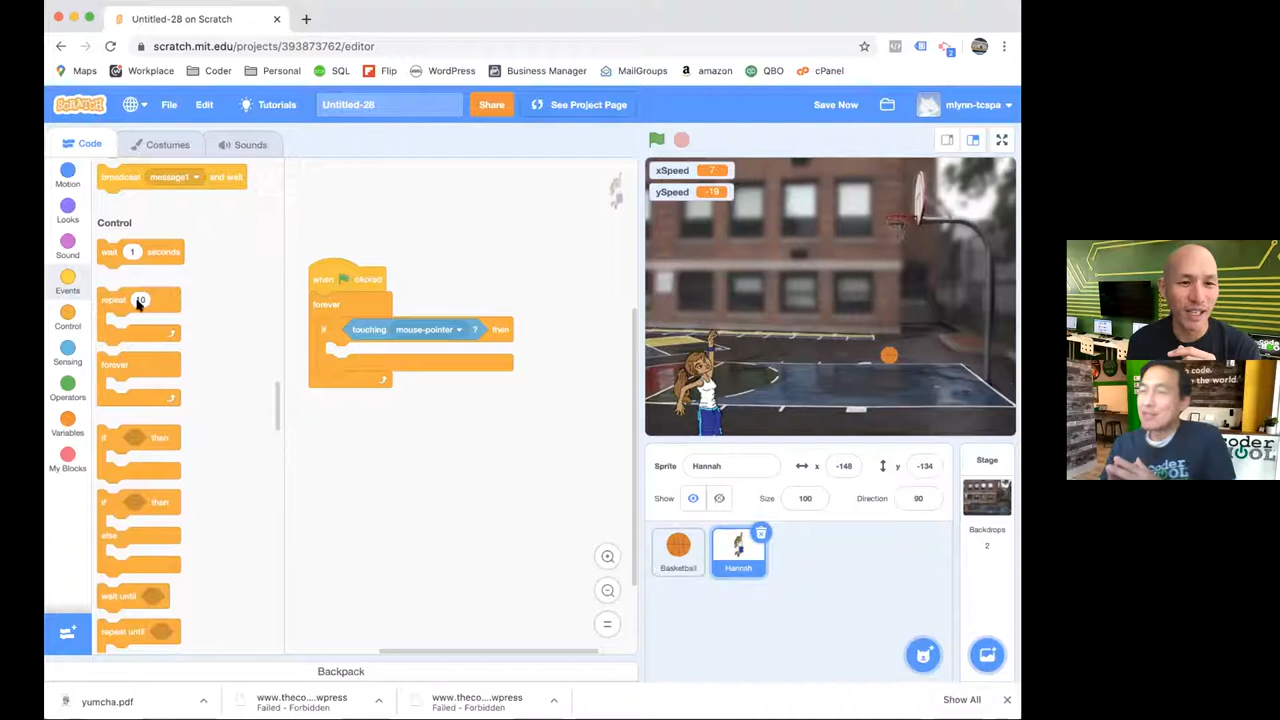 Untitled-28 on Scratch
scratch.mit.edu/projects/393873762/editor
2
Maps Workplace Coder Personal SQL Flip WordPress Business Manager MailGroups amazon QBO cPanel
SCRATCH File Edit Tutorials Untitled-28 Share See Project Page Save Now mlynn-tcspa
Code Costumes Sounds
Motion
Looks
Sound
Events
Control
Sensing
Operators
Variables
My Blocks
broadcast message1 and wait
Control
wait 1 seconds
repeat 10
forever
if then
if then
else
wait until
repeat until
when clicked
forever
if touching mouse-pointer ? then
xSpeed 7
ySpeed -19
Sprite Hannah x -148 y -134
Show Size 100 Direction 90
Basketball
Hannah
Stage
Backdrops
2
Backpack
yumcha.pdf
www.theco....wpress
Failed - Forbidden
www.theco....wpress
Failed - Forbidden
Show All